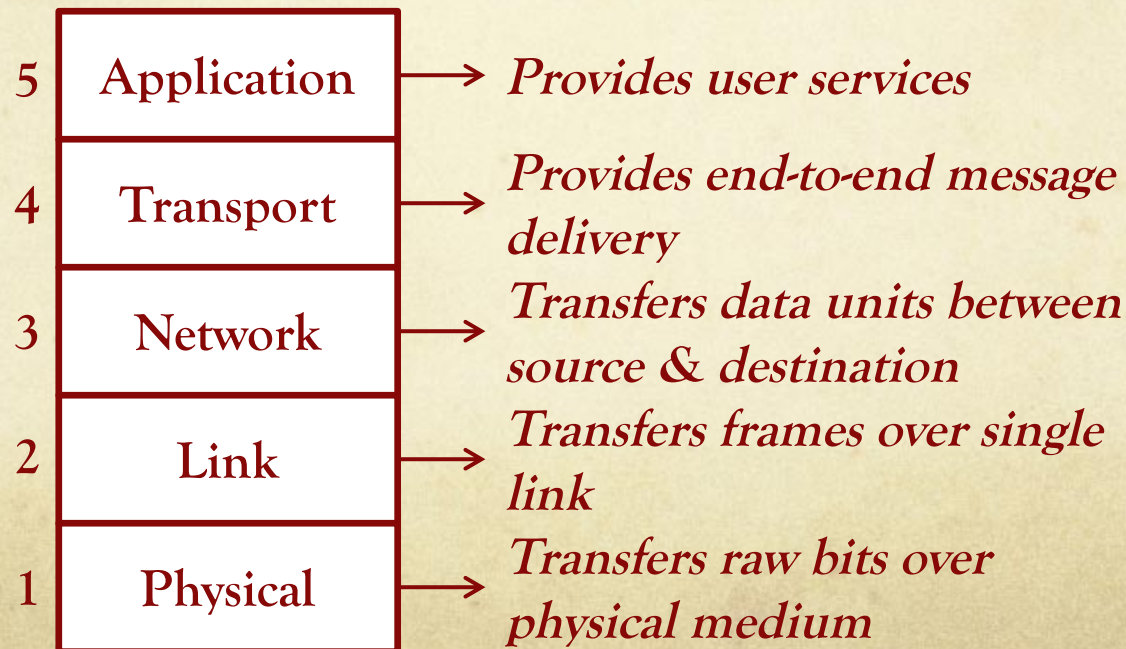 5 Application Provides user services
4 Transport Provides end-to-end message
delivery
3 Network Transfers data units between
source & destination
2 Link Transfers frames over single
link
1 Physical Transfers raw bits over
physical medium